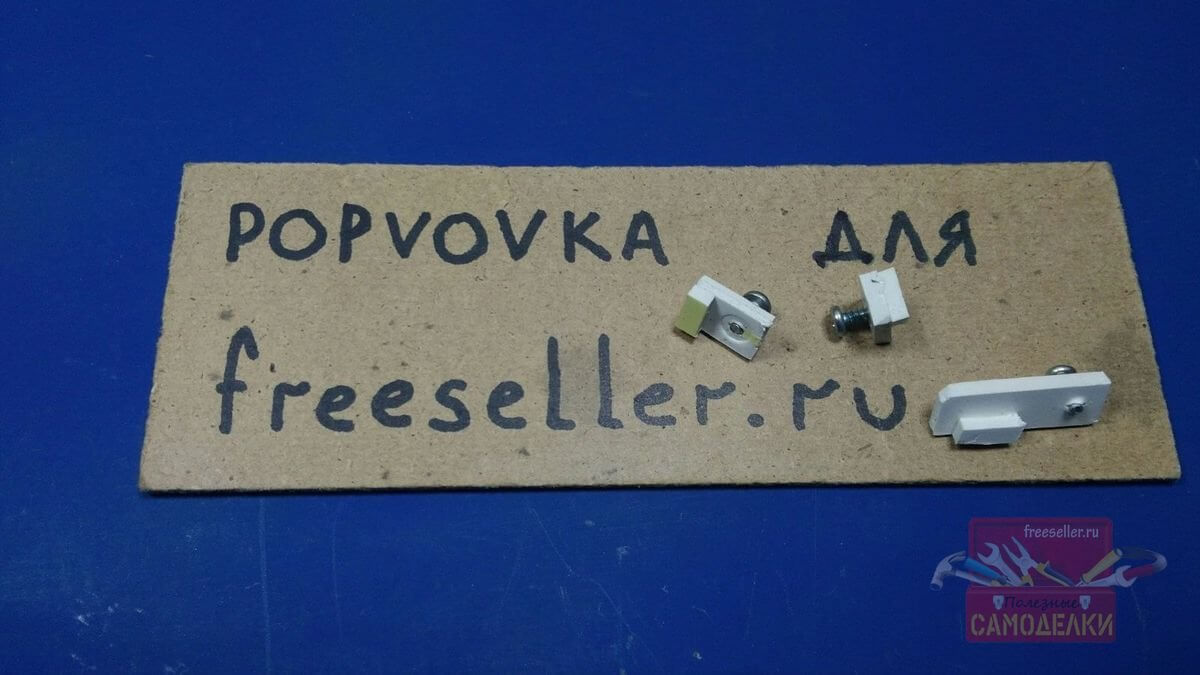 POPVOVKA ДЛЯ
freeseller.ru
freeseller.ru
Полезные
САМОДЕЛКИ